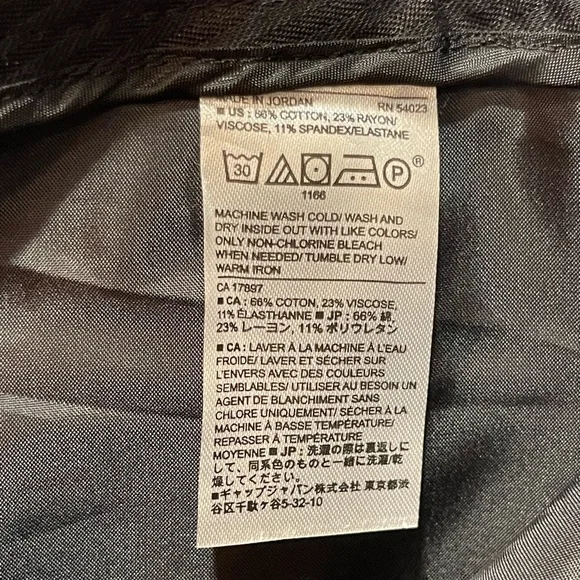 MADE IN JORDAN RN 54023
■ US : 66% COTTON, 23% RAYON/
VISCOSE, 11% SPANDEX/ELASTANE
30 P ®
1166
MACHINE WASH COLD/ WASH AND
DRY INSIDE OUT WITH LIKE COLORS/
ONLY NON-CHLORINE BLEACH
WHEN NEEDED/ TUMBLE DRY LOW/
WARM IRON
CA 17897
■ CA : 66% COTON, 23% VISCOSE,
11% ÉLASTHANNE ■ JP : 66% 綿,
23% レーヨン, 11% ポリウレタン
■ CA : LAVER À LA MACHINE À L'EAU
FROIDE/ LAVER ET SÉCHER SUR
L'ENVERS AVEC DES COULEURS
SEMBLABLES/ UTILISER AU BESOIN UN
AGENT DE BLANCHIMENT SANS
CHLORE UNIQUEMENT/ SÉCHER À LA
MACHINE À BASSE TEMPÉRATURE/
REPASSER À TEMPÉRATURE
MOYENNE ■ JP : 洗濯の際は裏返しに
して、同系色のものと一緒に洗濯/乾
燥してください。
■ギャップジャパン株式会社 東京都渋
谷区千駄ヶ谷5-32-10